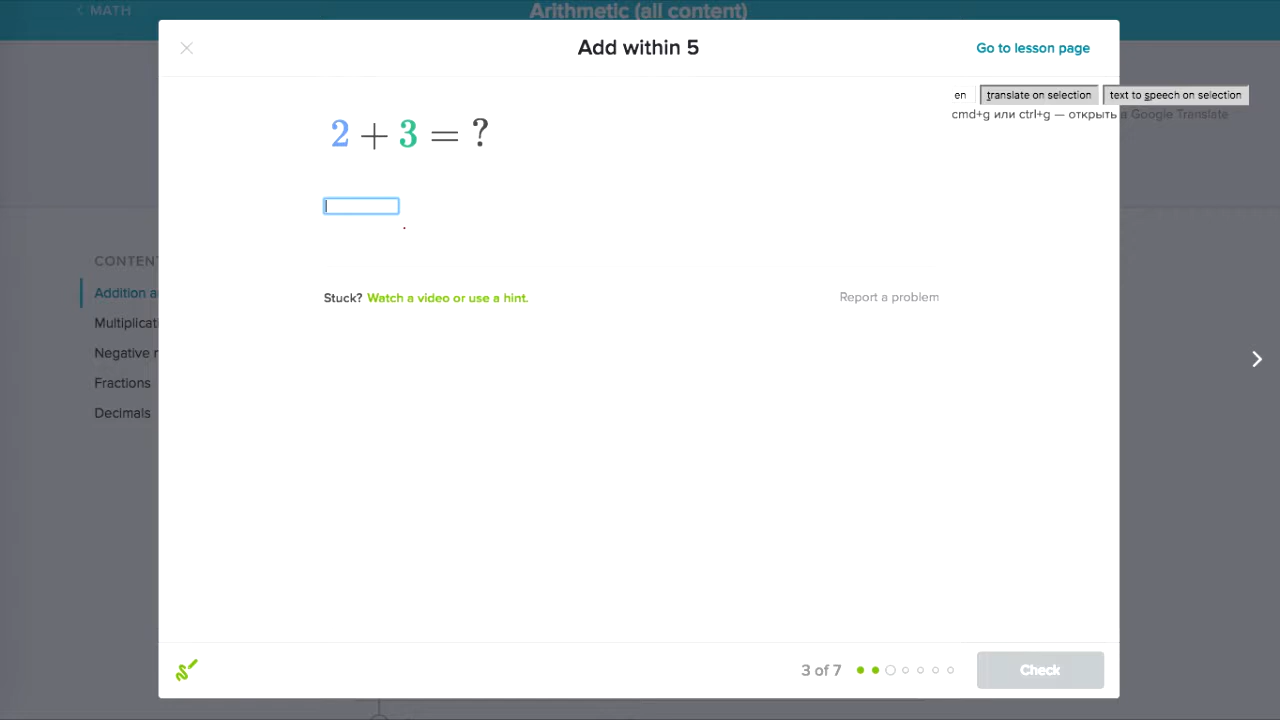 < MATH
Arithmetic (all content)
Add within 5
Go to lesson page
en
translate on selection
text to speech on selection
cmd+g или ctrl+g — открыть в Google Translate
2 + 3 = ?
.
Stuck? Watch a video or use a hint.
Report a problem
CONTEN
Addition a
Multiplicat
Negative r
Fractions
Decimals
3 of 7
Check